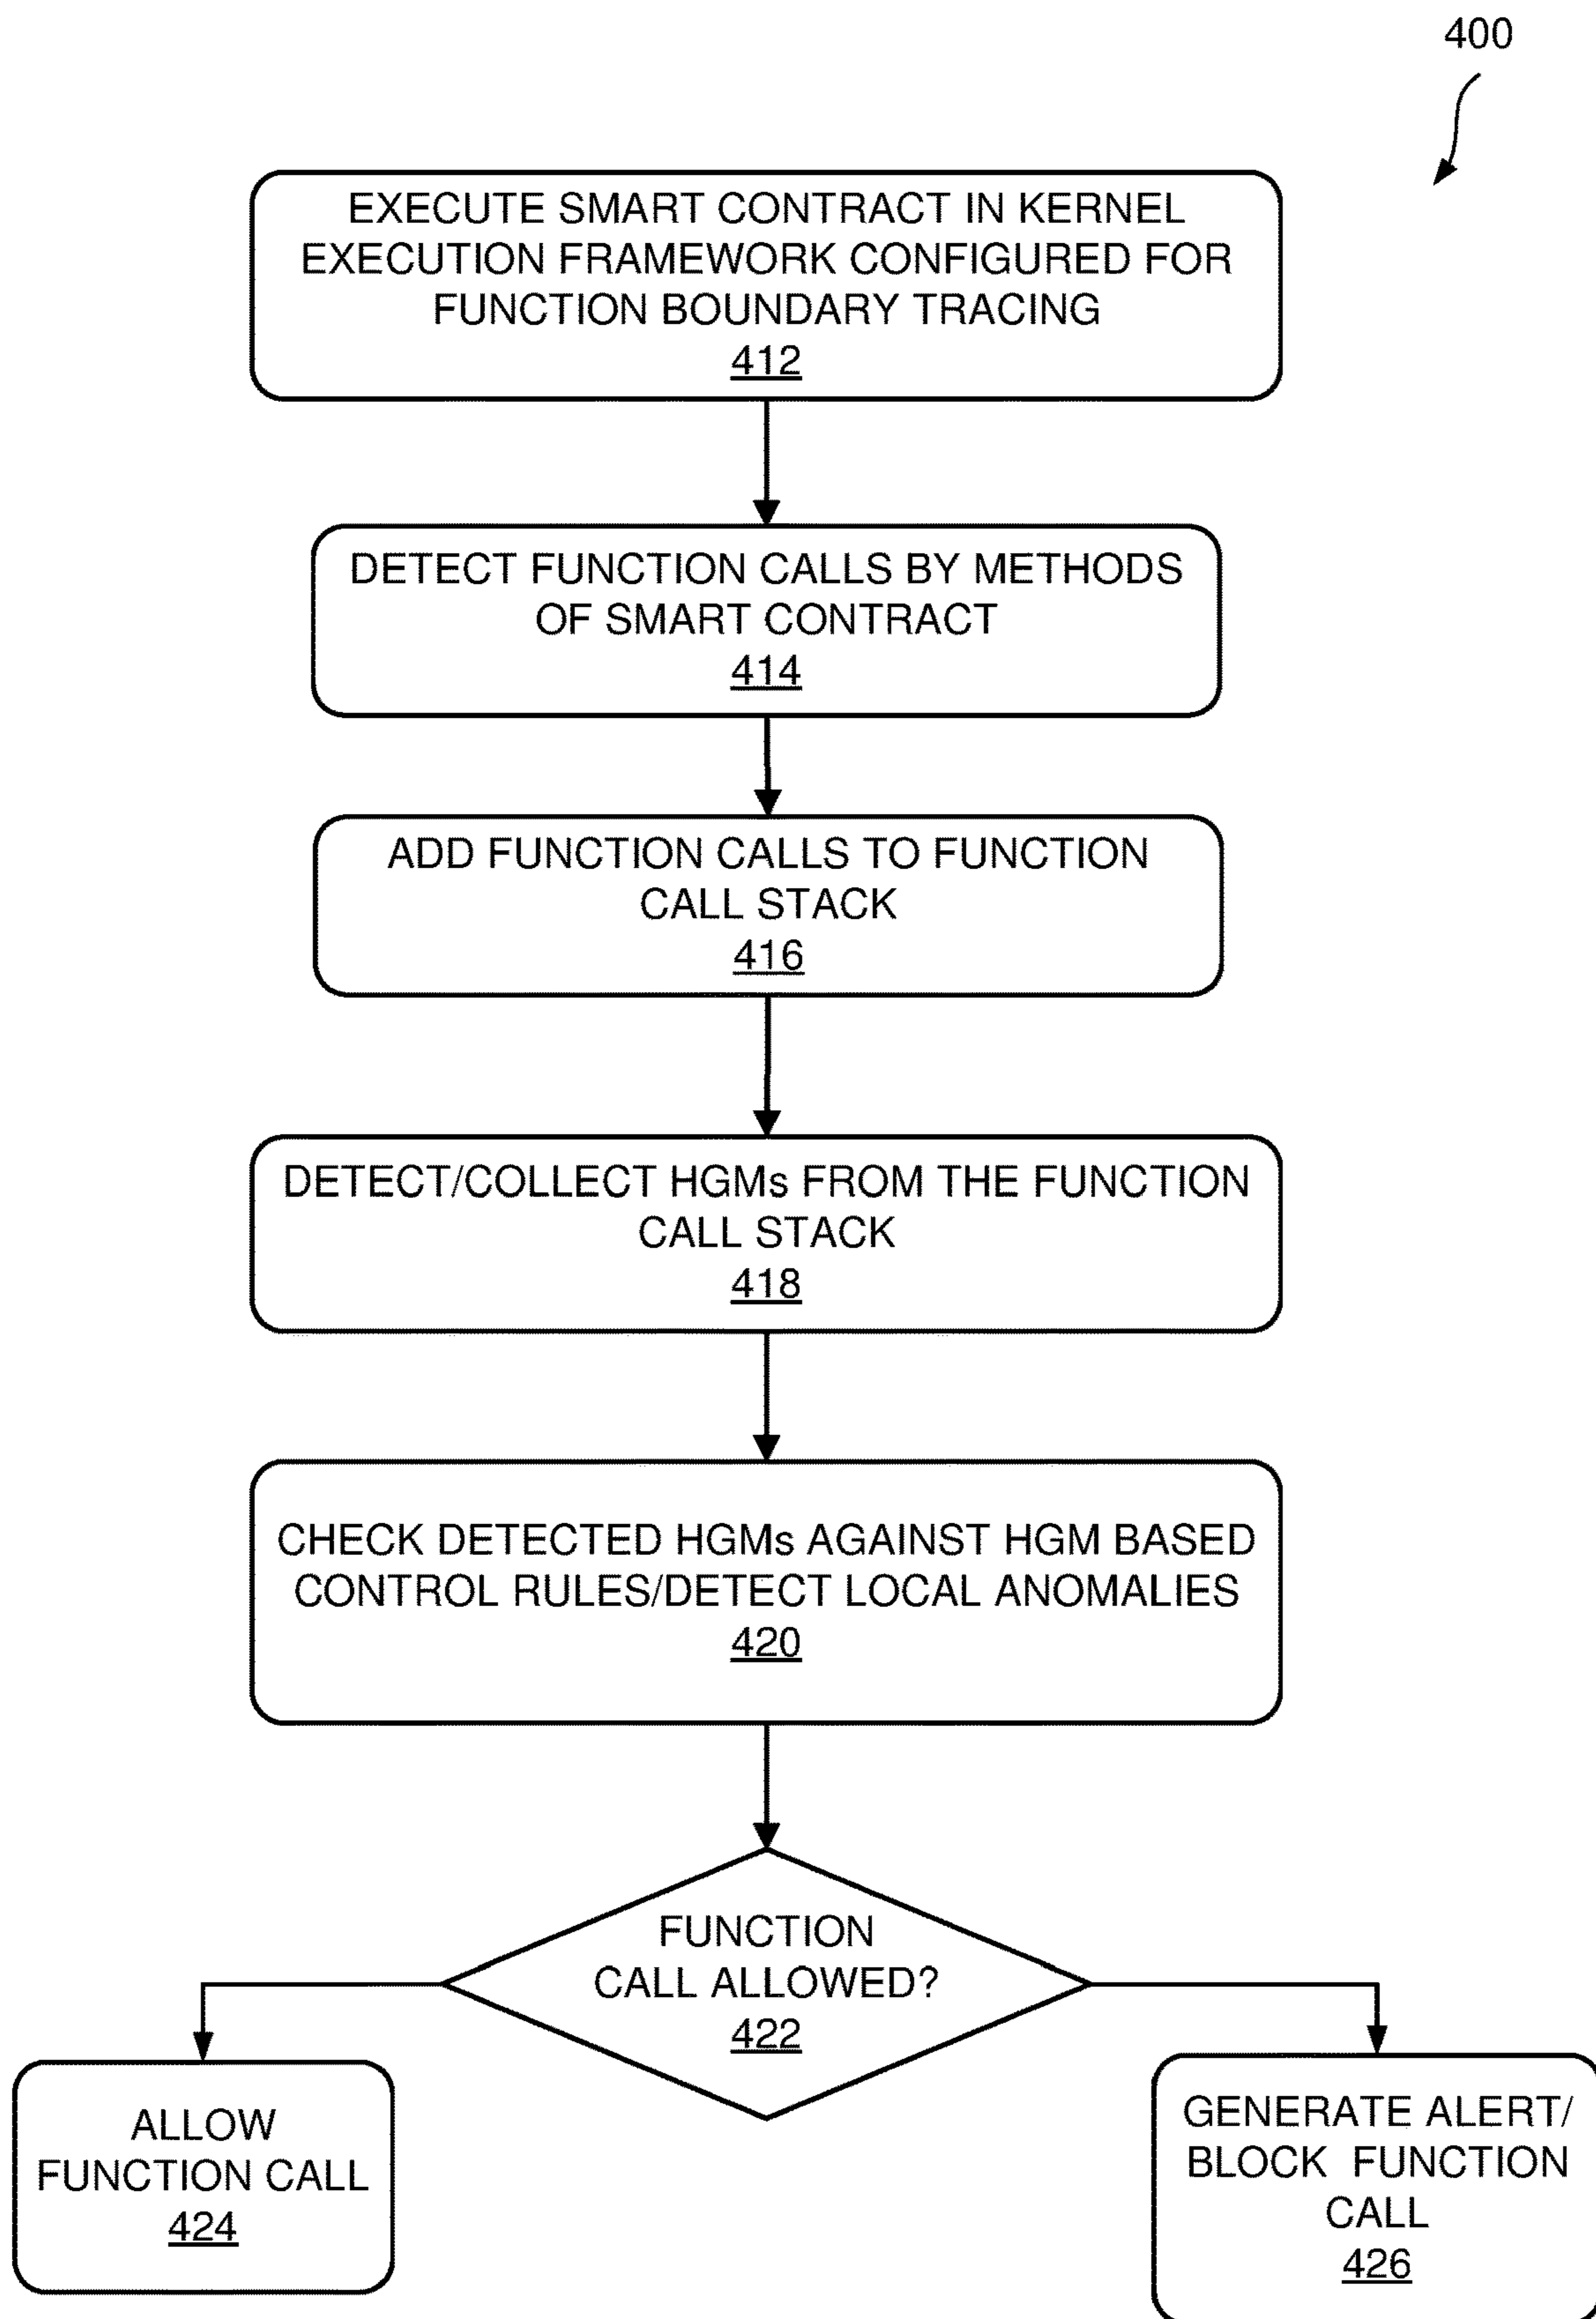 400
EXECUTE SMART CONTRACT IN KERNEL
EXECUTION FRAMEWORK CONFIGURED FOR
FUNCTION BOUNDARY TRACING
412
DETECT FUNCTION CALLS BY METHODS
OF SMART CONTRACT
414
ADD FUNCTION CALLS TO FUNCTION
CALL STACK
416
DETECT/COLLECT HGMs FROM THE FUNCTION
CALL STACK
418
CHECK DETECTED HGMs AGAINST HGM BASED
CONTROL RULES/DETECT LOCAL ANOMALIES
420
FUNCTION
CALL ALLOWED?
422
ALLOW
FUNCTION CALL
424
GENERATE ALERT/
BLOCK FUNCTION
CALL
426